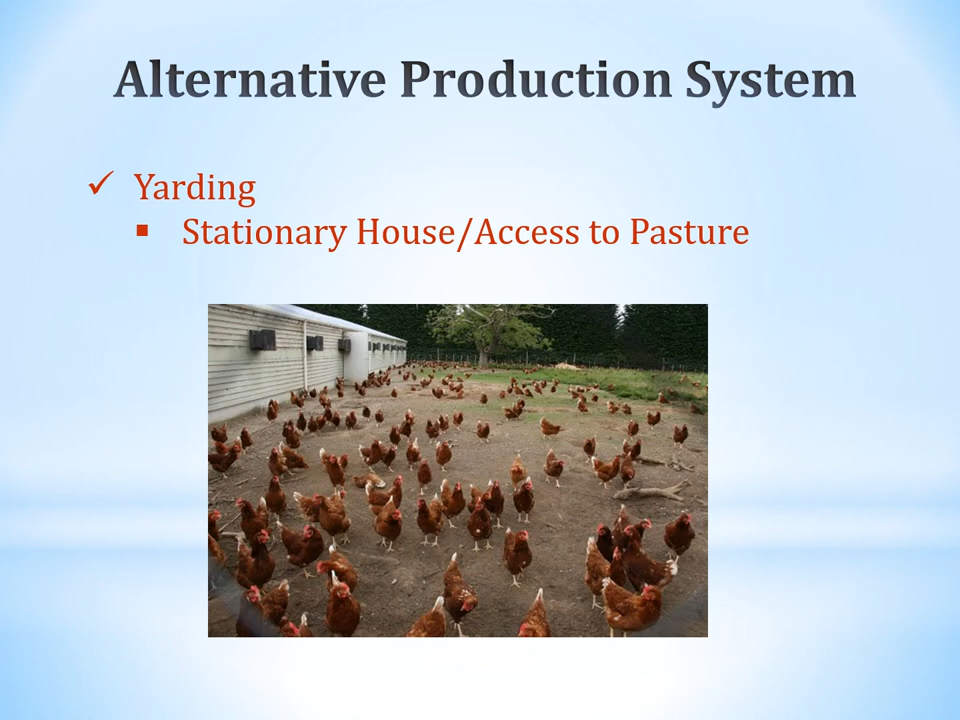 Alternative Production System
✓ Yarding
▪ Stationary House/Access to Pasture